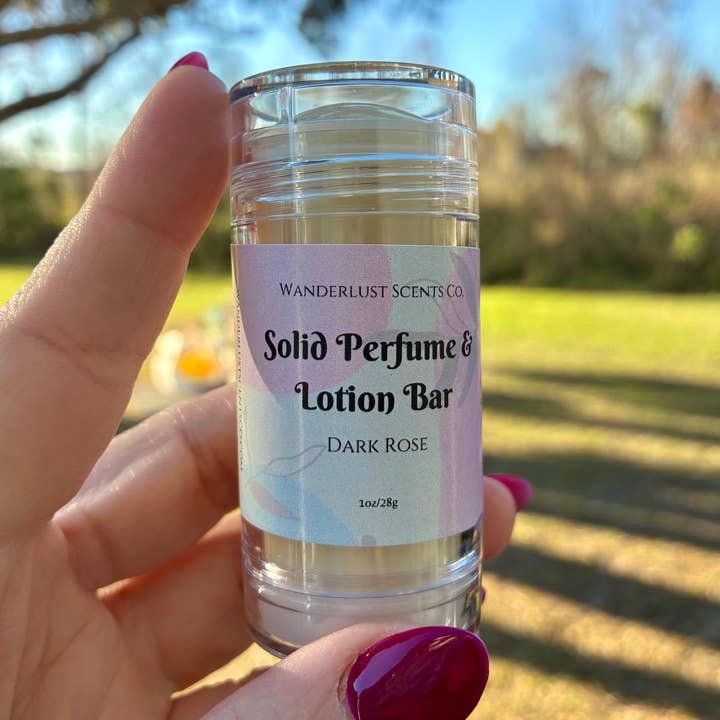 Wanderlust Scents Co.
Solid Perfume &
Lotion Bar
Dark Rose
1oz/28g